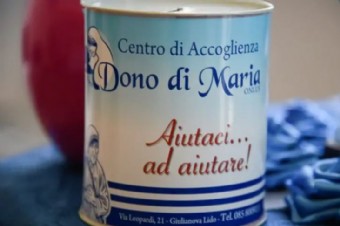 Centro di Accoglienza
Dono di Maria
ONLUS
Aiutaci...
ad aiutare!
Via Leopardi, 21 - Giulianova Lido - Tel. 085